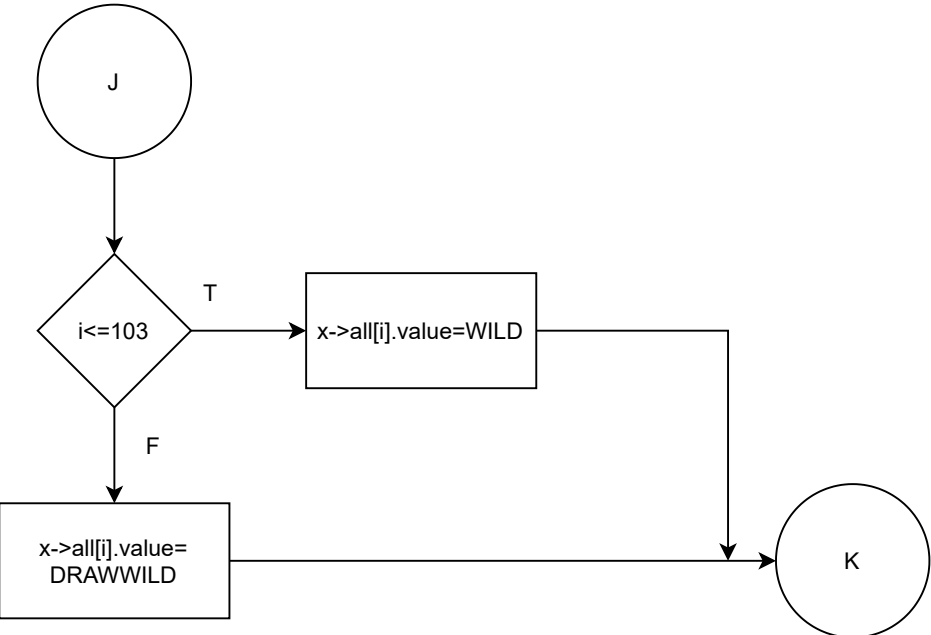 J
T
i<=103
x->all[i].value=WILD
F
x->all[i].value=
DRAWWILD
K